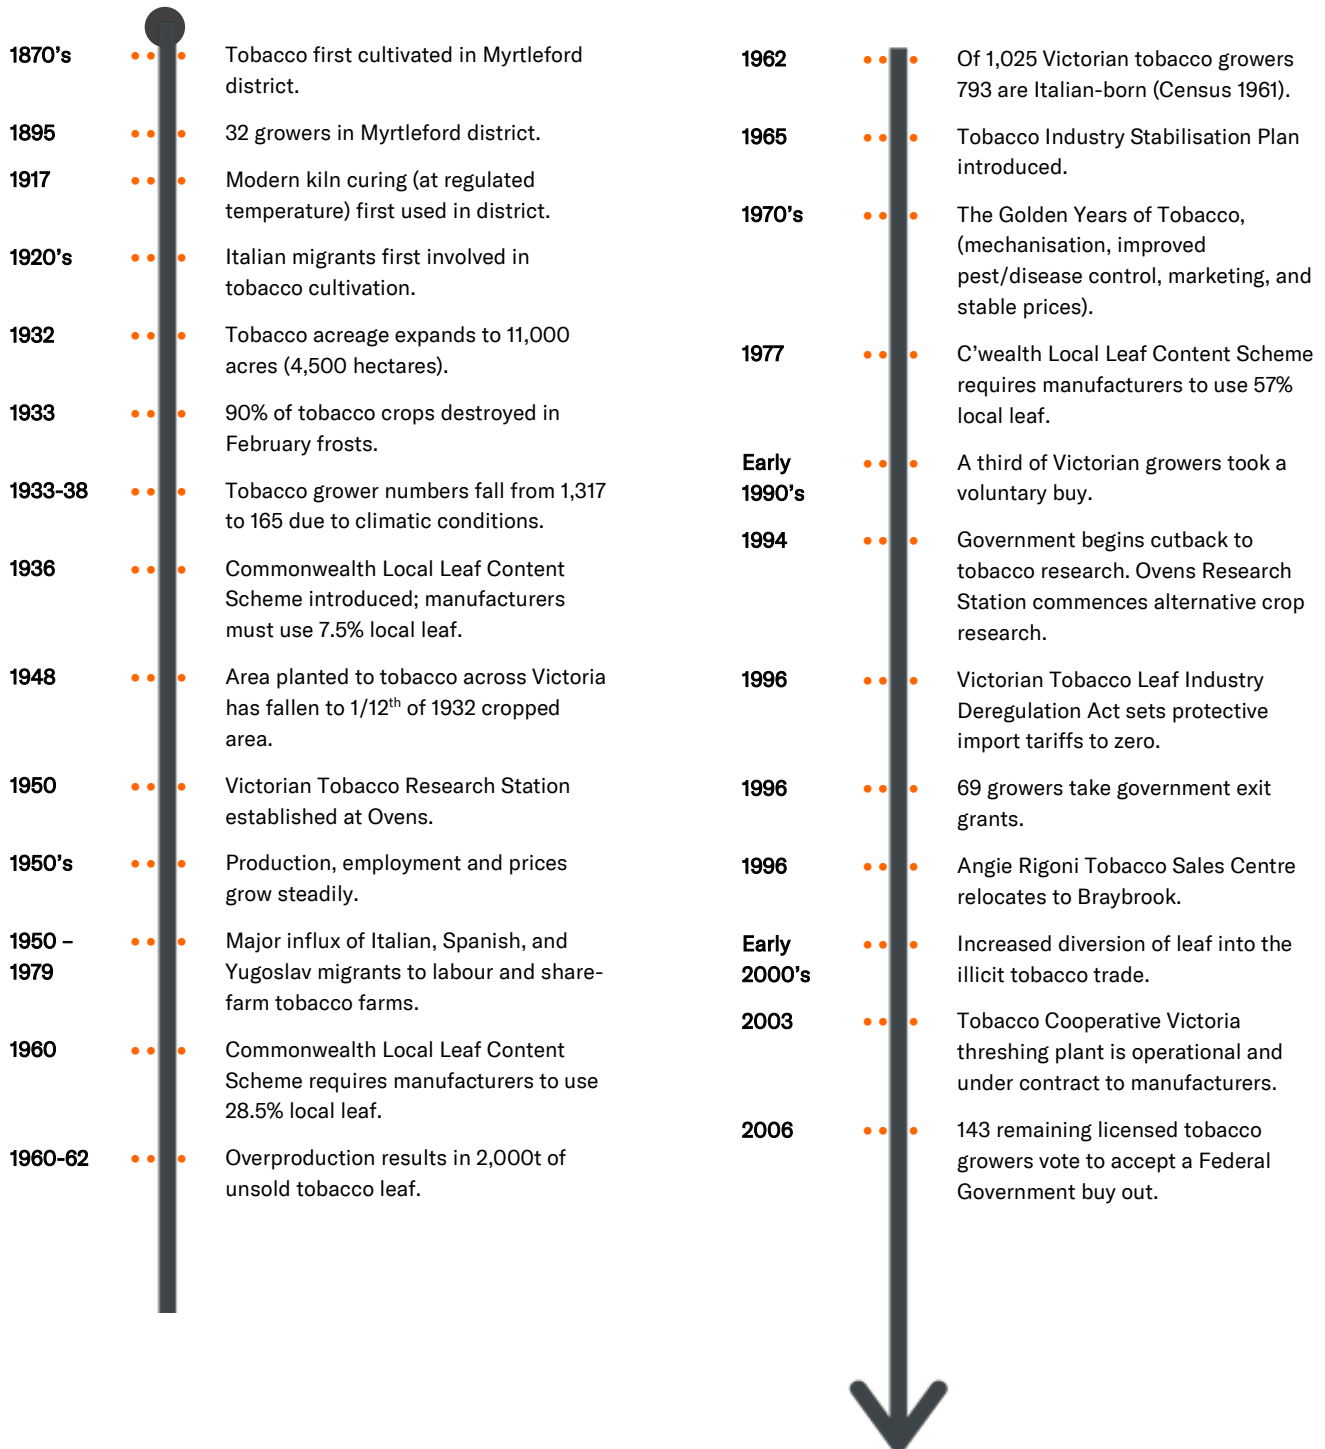 1870's Tobacco first cultivated in Myrtleford
district.
1895 32 growers in Myrtleford district.
1917 Modern kiln curing (at regulated
temperature) first used in district.
1920's Italian migrants first involved in
tobacco cultivation.
1932 Tobacco acreage expands to 11,000
acres (4,500 hectares).
1933 90% of tobacco crops destroyed in
February frosts.
1933-38 Tobacco grower numbers fall from 1,317
to 165 due to climatic conditions.
1936 Commonwealth Local Leaf Content
Scheme introduced; manufacturers
must use 7.5% local leaf.
1948 Area planted to tobacco across Victoria
has fallen to 1/12th of 1932 cropped
area.
1950 Victorian Tobacco Research Station
established at Ovens.
1950's Production, employment and prices
grow steadily.
1950 – Major influx of Italian, Spanish, and
1979 Yugoslav migrants to labour and share-
farm tobacco farms.
1960 Commonwealth Local Leaf Content
Scheme requires manufacturers to use
28.5% local leaf.
1960-62 Overproduction results in 2,000t of
unsold tobacco leaf.
1962 Of 1,025 Victorian tobacco growers
793 are Italian-born (Census 1961).
1965 Tobacco Industry Stabilisation Plan
introduced.
1970's The Golden Years of Tobacco,
(mechanisation, improved
pest/disease control, marketing, and
stable prices).
1977 C'wealth Local Leaf Content Scheme
requires manufacturers to use 57%
local leaf.
Early A third of Victorian growers took a
1990's voluntary buy.
1994 Government begins cutback to
tobacco research. Ovens Research
Station commences alternative crop
research.
1996 Victorian Tobacco Leaf Industry
Deregulation Act sets protective
import tariffs to zero.
1996 69 growers take government exit
grants.
1996 Angie Rigoni Tobacco Sales Centre
relocates to Braybrook.
Early Increased diversion of leaf into the
2000's illicit tobacco trade.
2003 Tobacco Cooperative Victoria
threshing plant is operational and
under contract to manufacturers.
2006 143 remaining licensed tobacco
growers vote to accept a Federal
Government buy out.